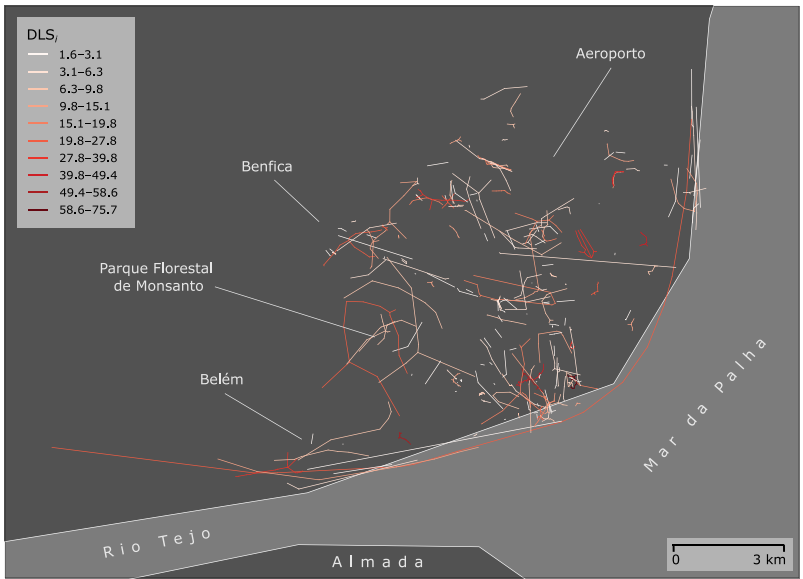 DLSi
1.6–3.1
3.1–6.3
6.3–9.8
9.8–15.1
15.1–19.8
19.8–27.8
27.8–39.8
39.8–49.4
49.4–58.6
58.6–75.7
Aeroporto
Benfica
Parque Florestal
de Monsanto
Belém
Mar da Palha
Rio Tejo
Almada
0 3 km